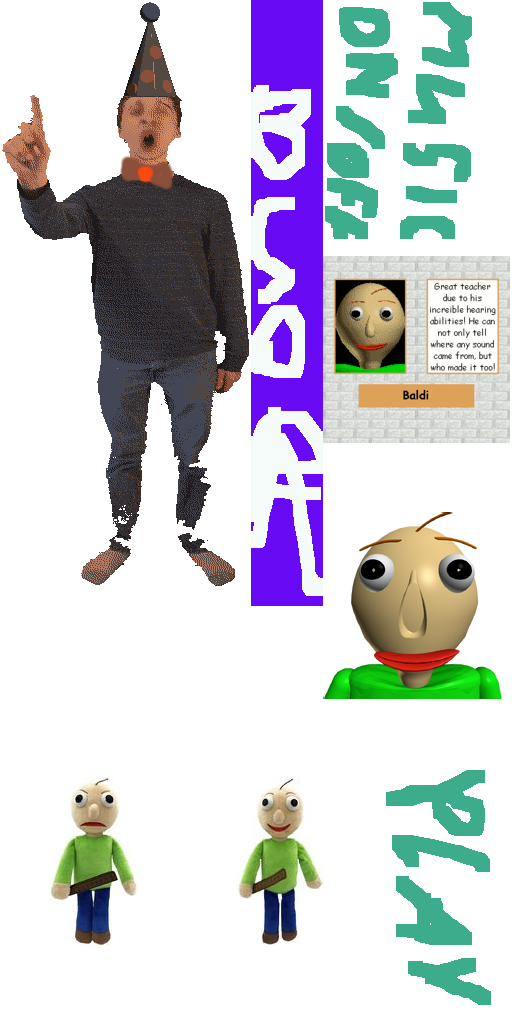 MUSIC
ON/OFF
Great teacher
due to his
increible hearing
abilities! He can
not only tell
where any sound
came from, but
who made it too!
Baldi
PLAY